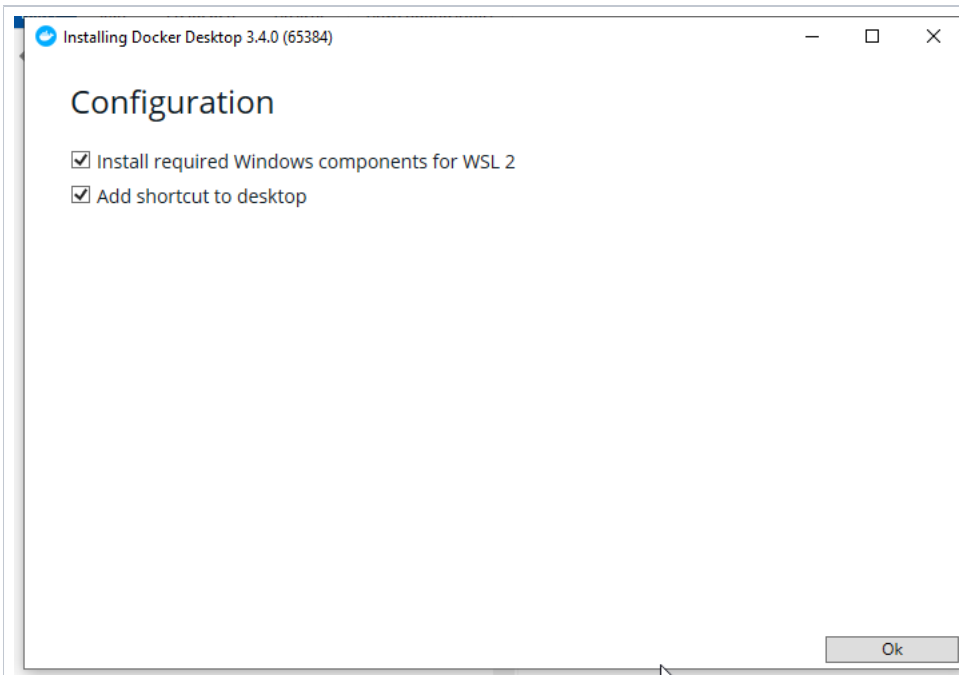 Installing Docker Desktop 3.4.0 (65384)
Configuration
Install required Windows components for WSL 2
Add shortcut to desktop
Ok